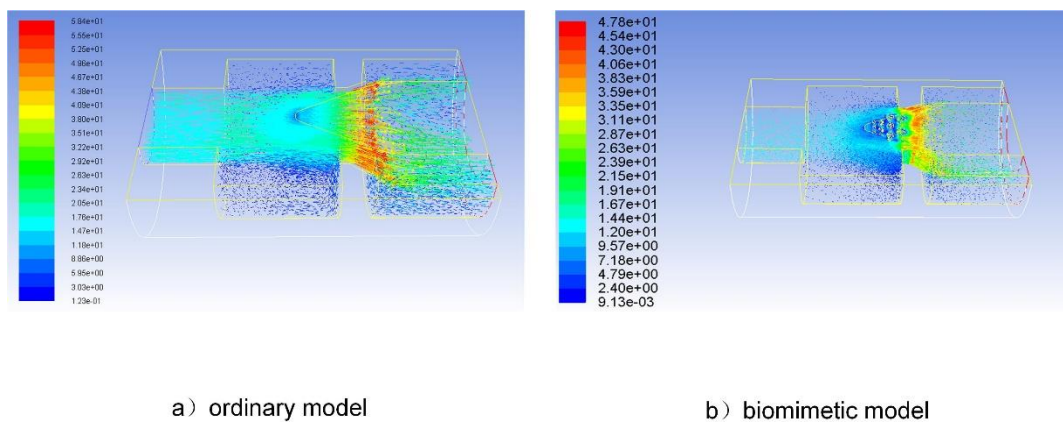 5.84e+01
5.55e+01
5.26e+01
4.96e+01
4.67e+01
4.38e+01
4.09e+01
3.80e+01
3.51e+01
3.22e+01
2.92e+01
2.63e+01
2.34e+01
2.05e+01
1.76e+01
1.47e+01
1.18e+01
8.86e+00
5.95e+00
3.03e+00
1.23e-01
4.78e+01
4.54e+01
4.30e+01
4.06e+01
3.83e+01
3.59e+01
3.35e+01
3.11e+01
2.87e+01
2.63e+01
2.39e+01
2.15e+01
1.91e+01
1.67e+01
1.44e+01
1.20e+01
9.57e+00
7.18e+00
4.79e+00
2.40e+00
9.13e-03
a）ordinary model
b）biomimetic model